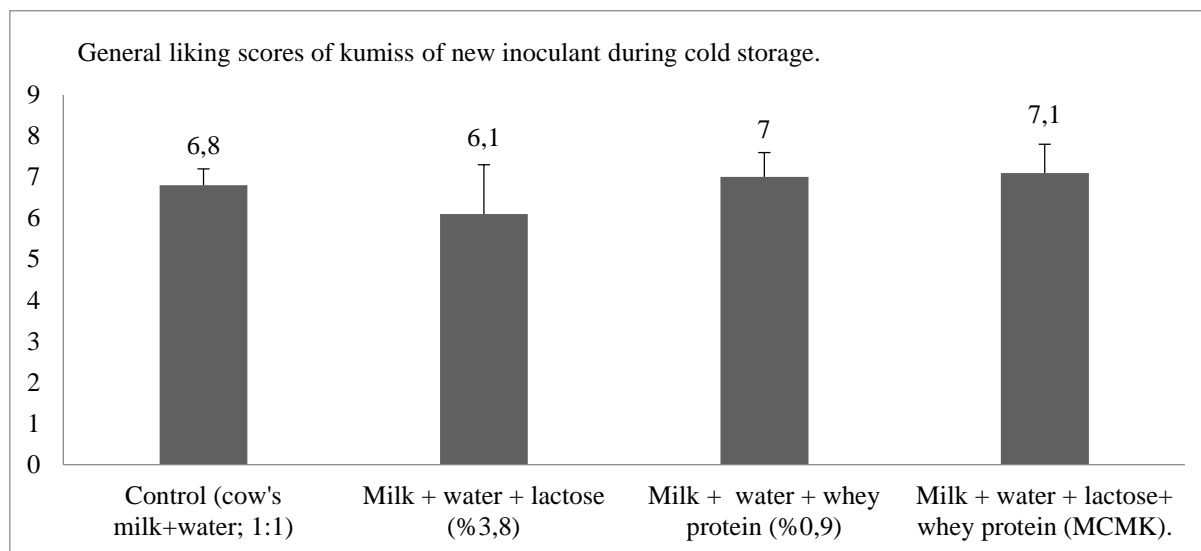 General liking scores of kumiss of new inoculant during cold storage.
9
8
7
6
5
4
3
2
1
0
6,8
6,1
7
7,1
Control (cow's
milk+water; 1:1)
Milk + water + lactose
(%3,8)
Milk +  water + whey
protein (%0,9)
Milk + water + lactose+
whey protein (MCMK).